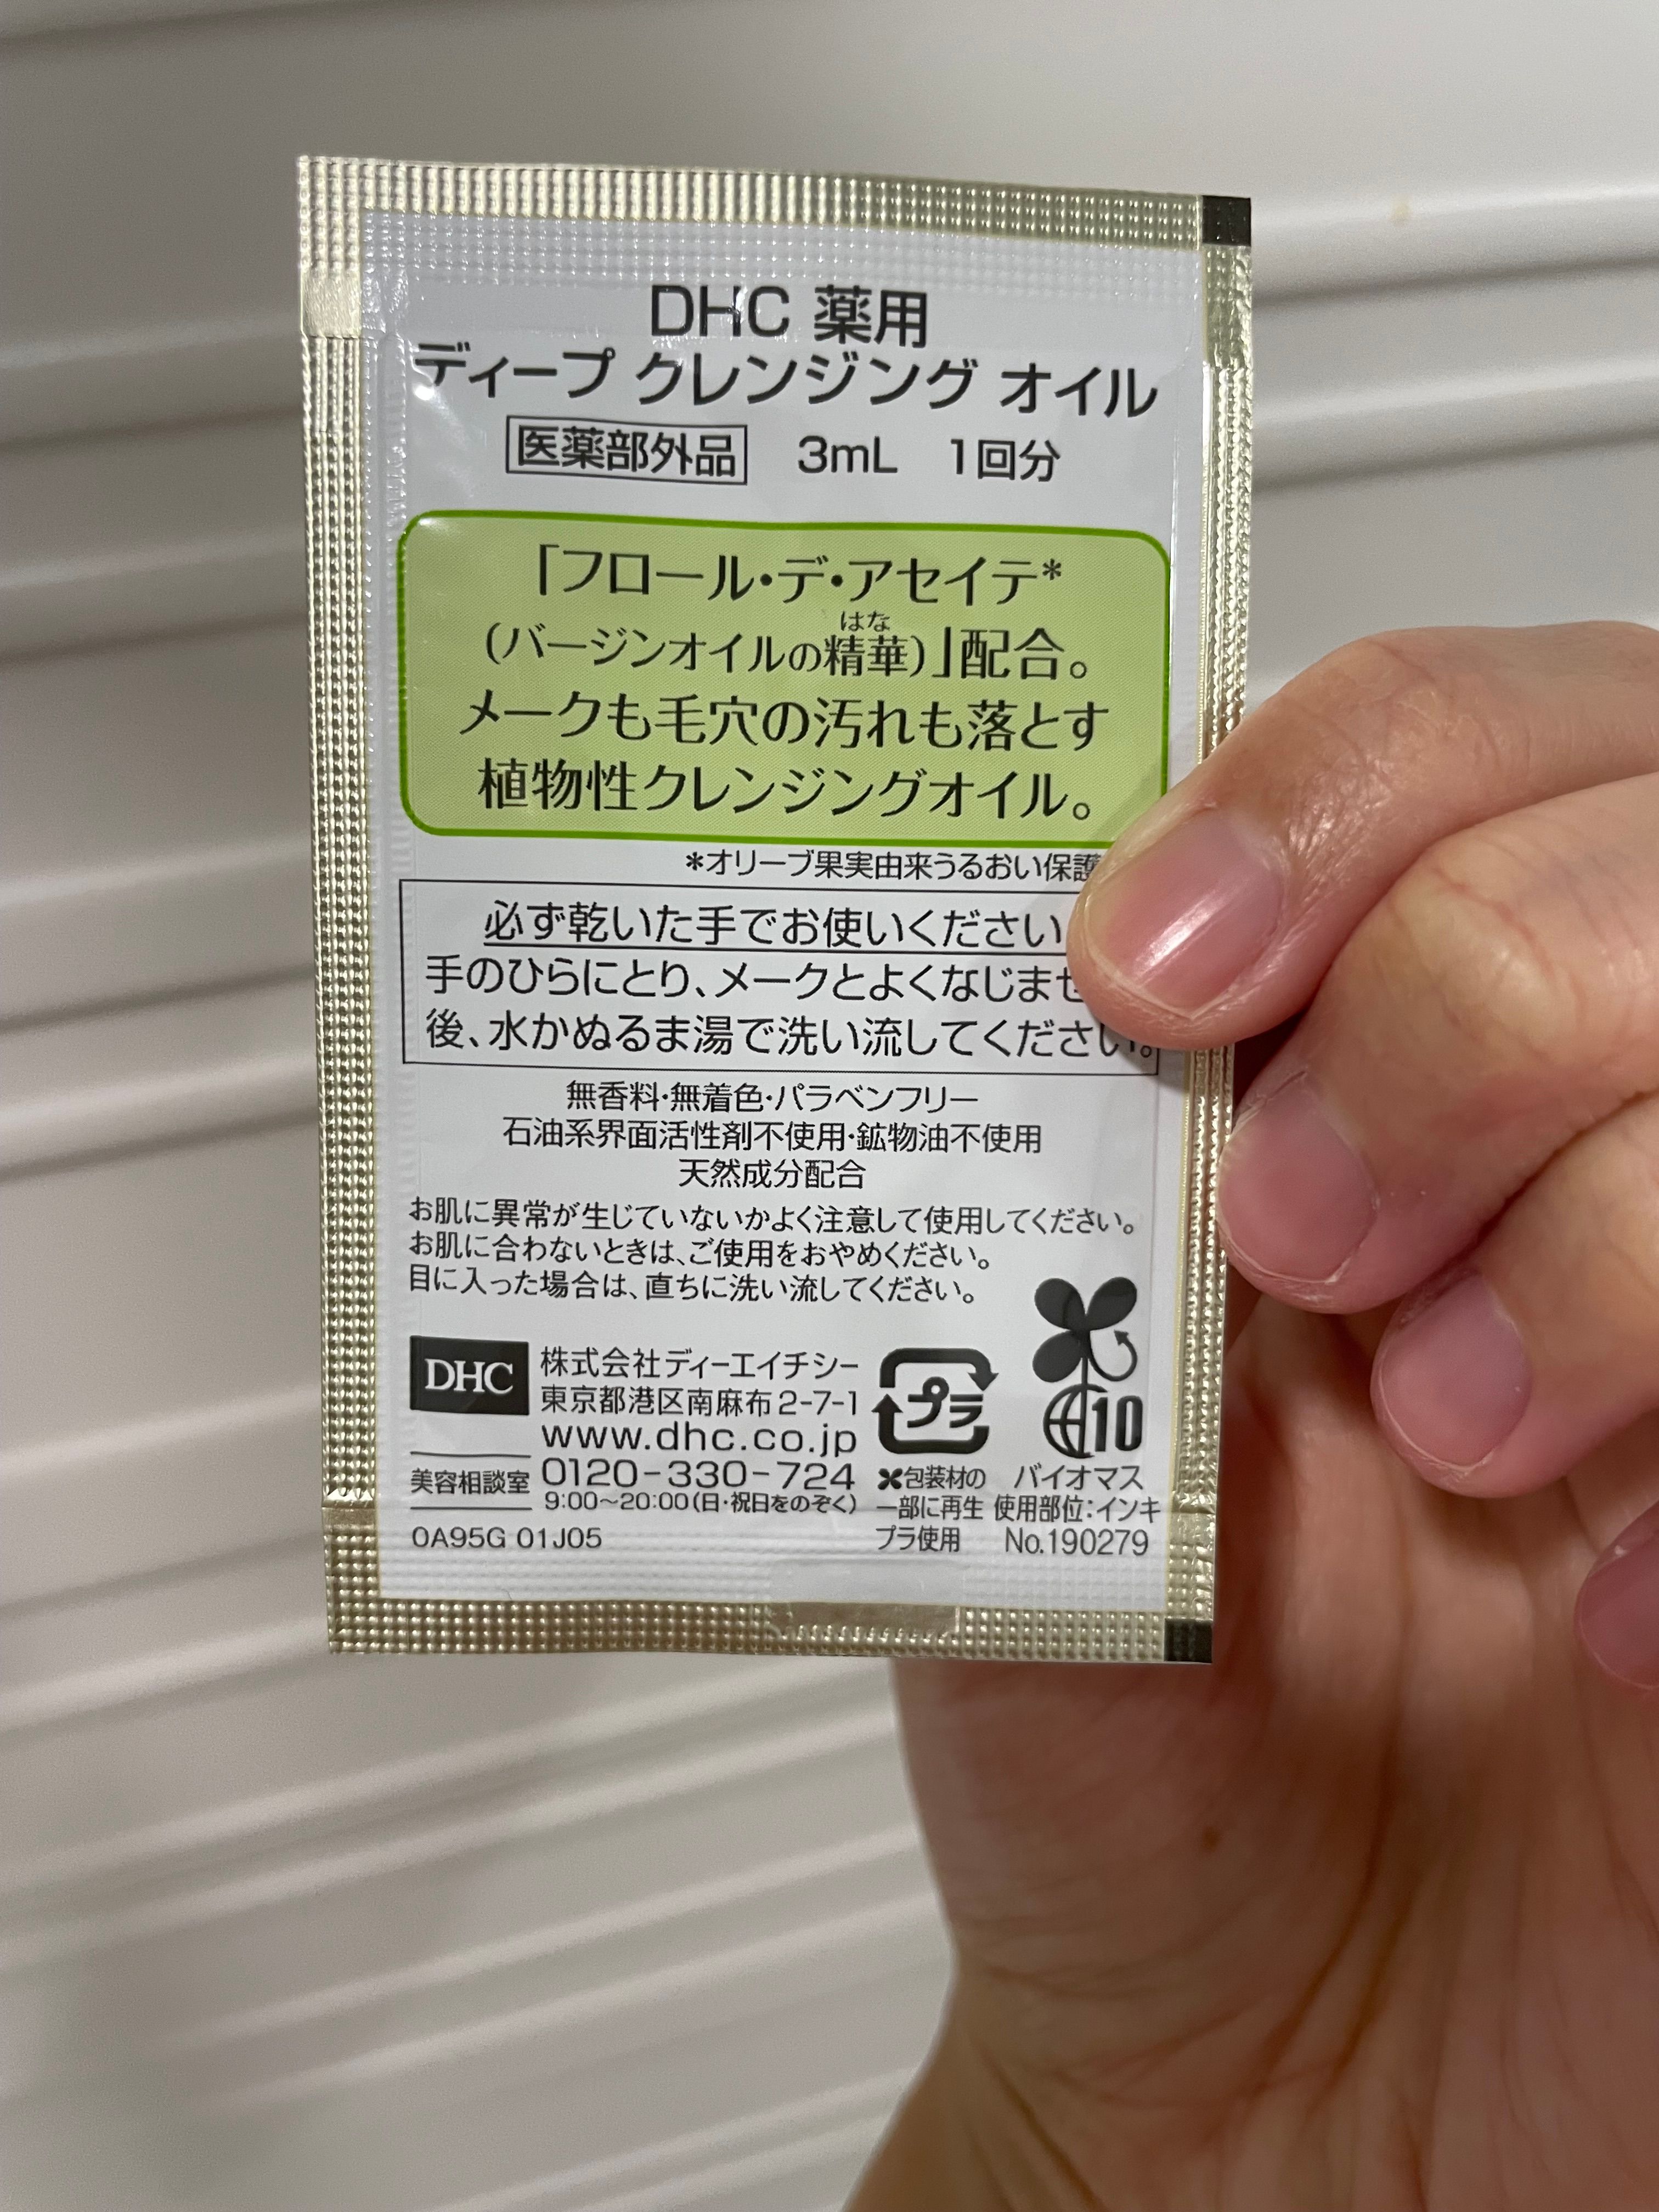 DHC 薬用
ディープ クレンジング オイル
医薬部外品 3mL 1回分
「フロール・デ・アセイテ*
はな
(バージンオイルの精華)」配合。
メークも毛穴の汚れも落とす
植物性クレンジングオイル。
*オリーブ果実由来うるおい保護
必ず乾いた手でお使いください
手のひらにとり、メークとよくなじませ
後、水かぬるま湯で洗い流してください。
無香料・無着色・パラベンフリー
石油系界面活性剤不使用・鉱物油不使用
天然成分配合
お肌に異常が生じていないかよく注意して使用してください。
お肌に合わないときは、ご使用をおやめください。
目に入った場合は、直ちに洗い流してください。
DHC 株式会社ディーエイチシー
東京都港区南麻布2-7-1
www.dhc.co.jp
美容相談室 0120-330-724
9:00〜20:00(日・祝日をのぞく)
0A95G 01J05
プラ
包装材の
一部に再生
プラ使用
10
バイオマス
使用部位:インキ
No.190279